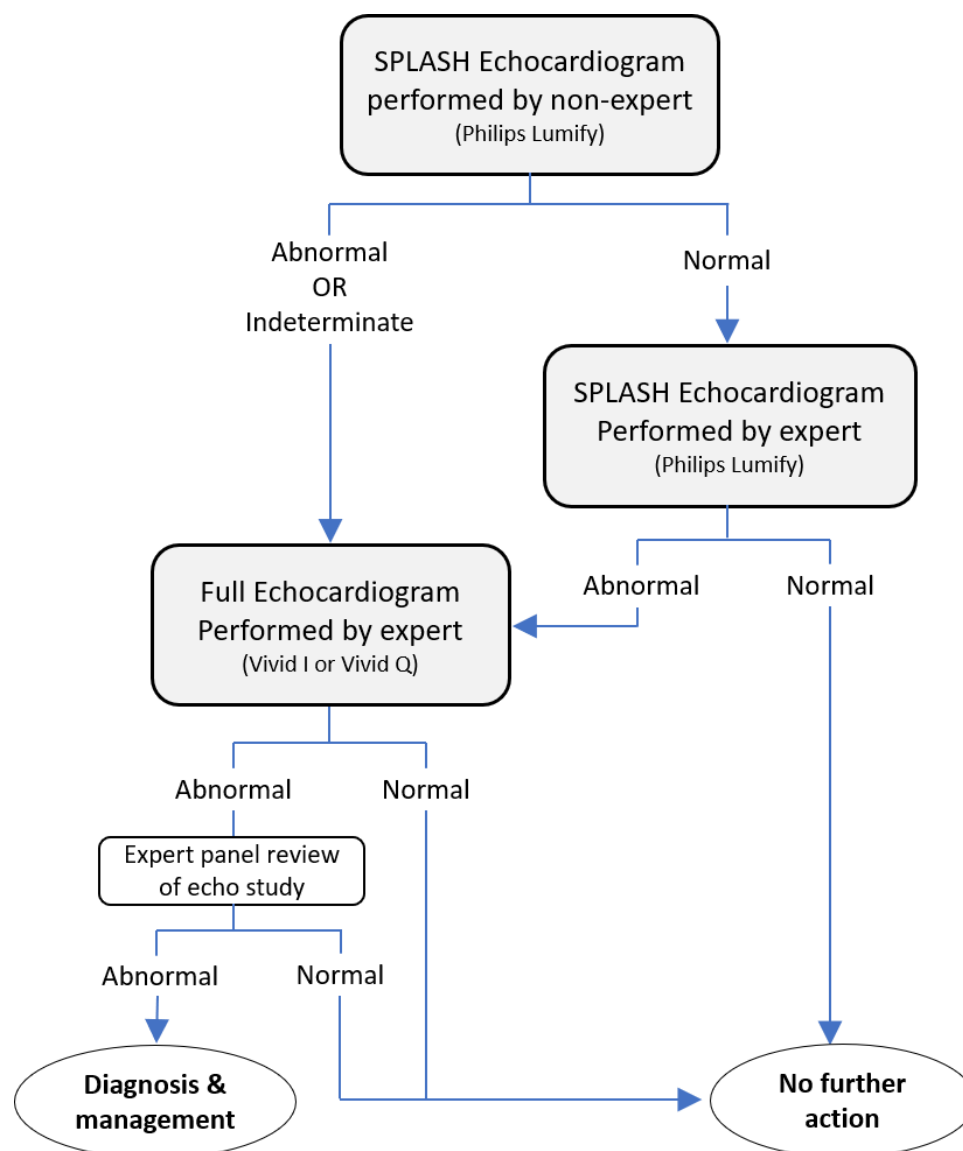 SPLASH Echocardiogram
performed by non-expert
(Philips Lumify)
Abnormal
OR
Indeterminate
Normal
SPLASH Echocardiogram
Performed by expert
(Philips Lumify)
Abnormal
Normal
Full Echocardiogram
Performed by expert
(Vivid I or Vivid Q)
Abnormal
Normal
Expert panel review
of echo study
Abnormal
Normal
Diagnosis &
management
No further
action